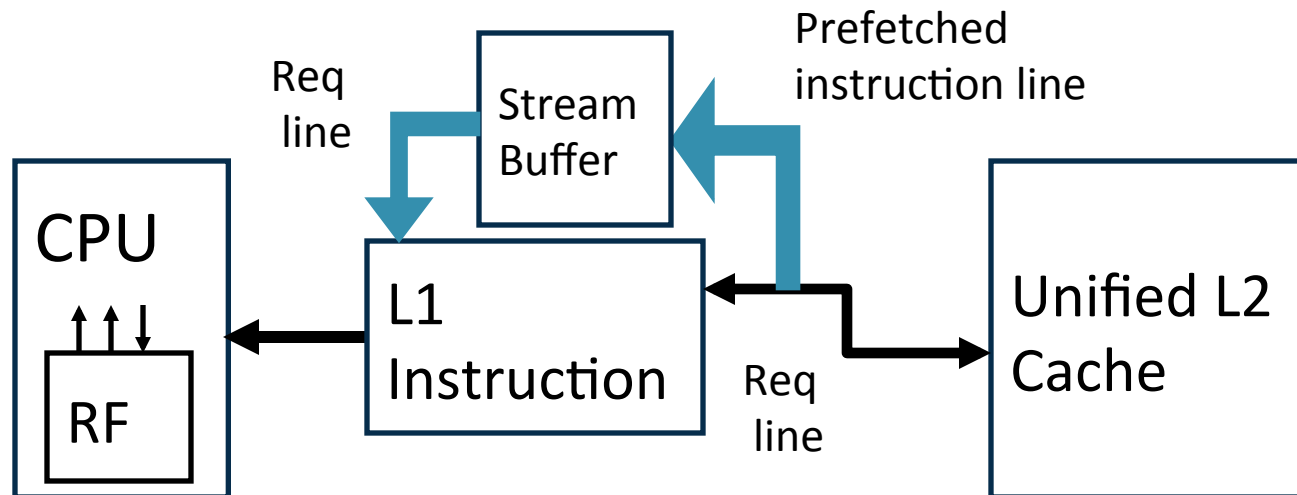 Prefetched
instruction line
Req
line
Stream
Buffer
CPU
RF
L1
Instruction
Req
line
Unified L2
Cache